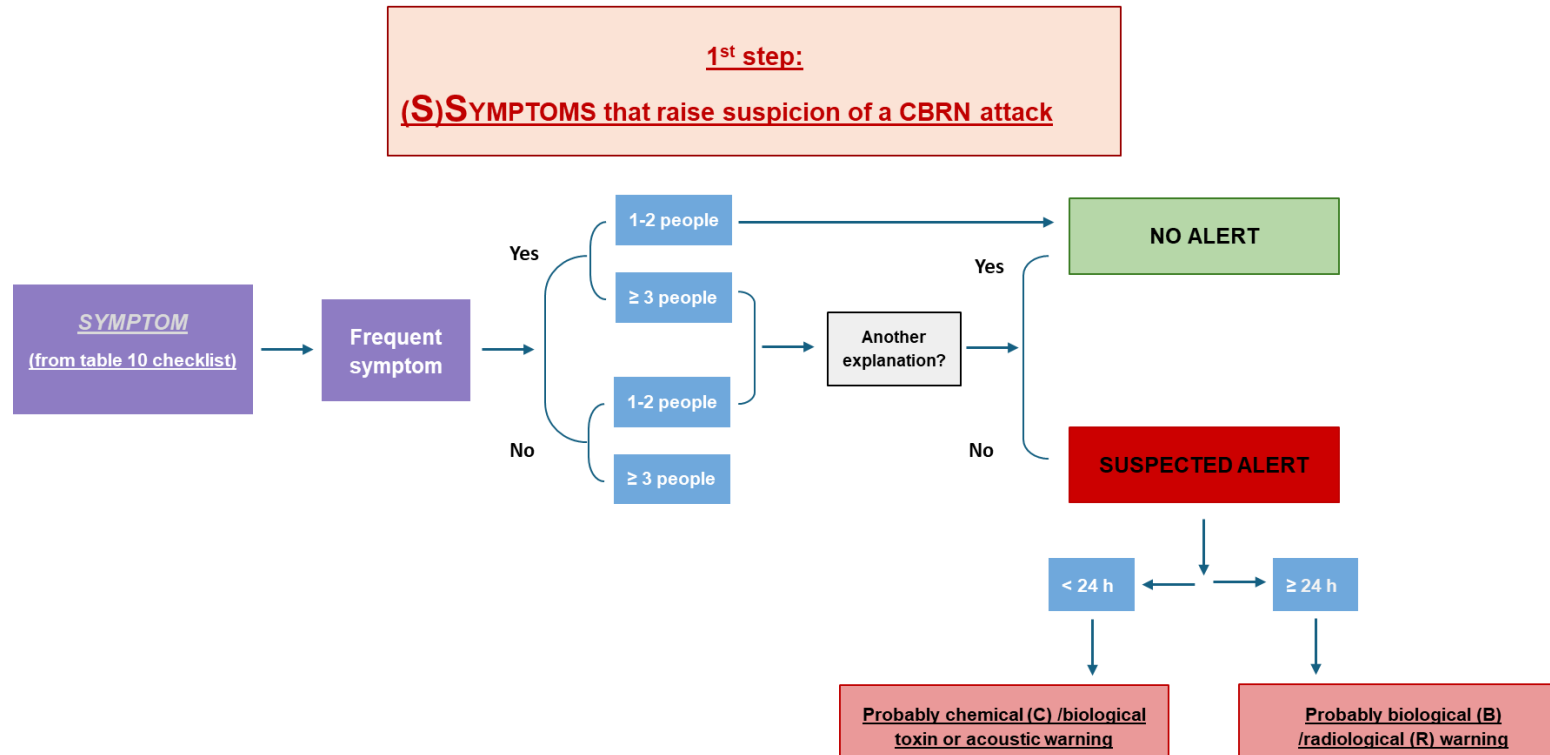 1st step:
(S)SYMPTOMS that raise suspicion of a CBRN attack
1-2 people
NO ALERT
Yes
Yes
≥ 3 people
SYMPTOM
(from table 10 checklist)
Frequent
symptom
Another
explanation?
1-2 people
No
No
≥ 3 people
SUSPECTED ALERT
< 24 h
≥ 24 h
Probably chemical (C) /biological
toxin or acoustic warning
Probably biological (B)
/radiological (R) warning